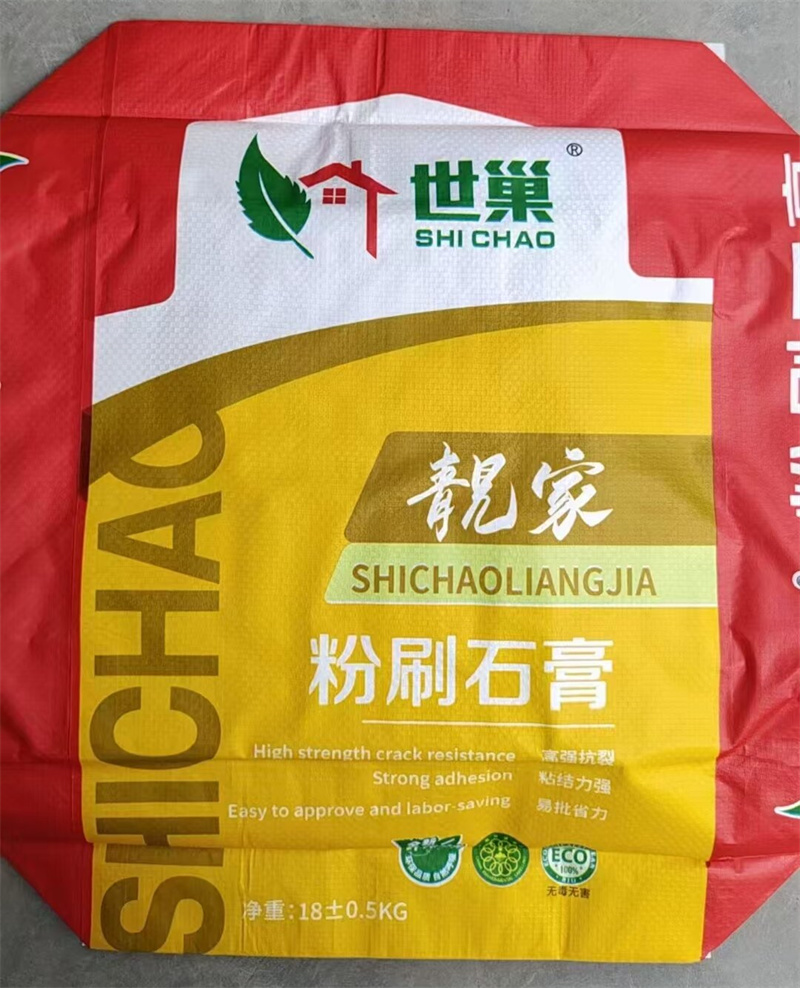 世巢®
SHI CHAO
SHICHAO
靚家
SHICHAOLIANGJIA
粉刷石膏
High strength crack resistance 高强抗裂
Strong adhesion 粘结力强
Easy to approve and labor-saving 易批省力
ECO
100%
无毒无害
净重:18±0.5KG